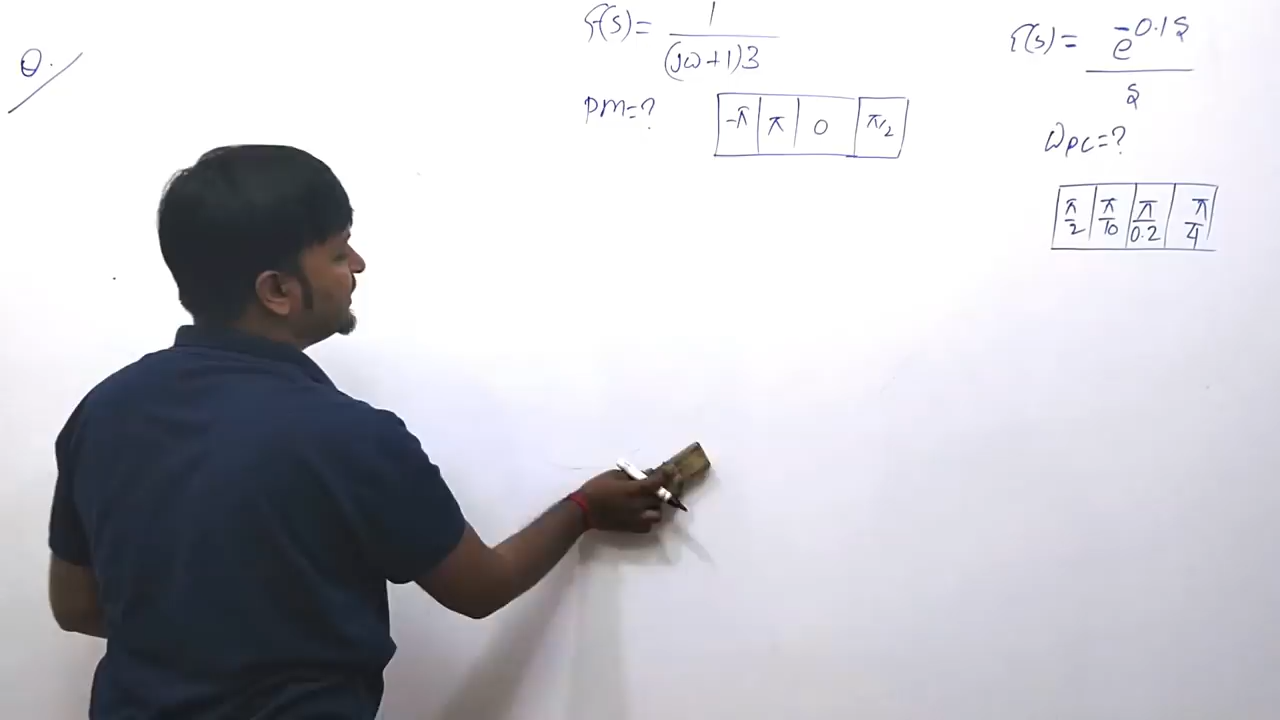 Q.
G(s) = 1 / (jω+1)3
PM=?
-π | π | 0 | π/2
G(s) = e^-0.1s / s
ωpc=?
π/2 | π/10 | π/0.2 | π/4